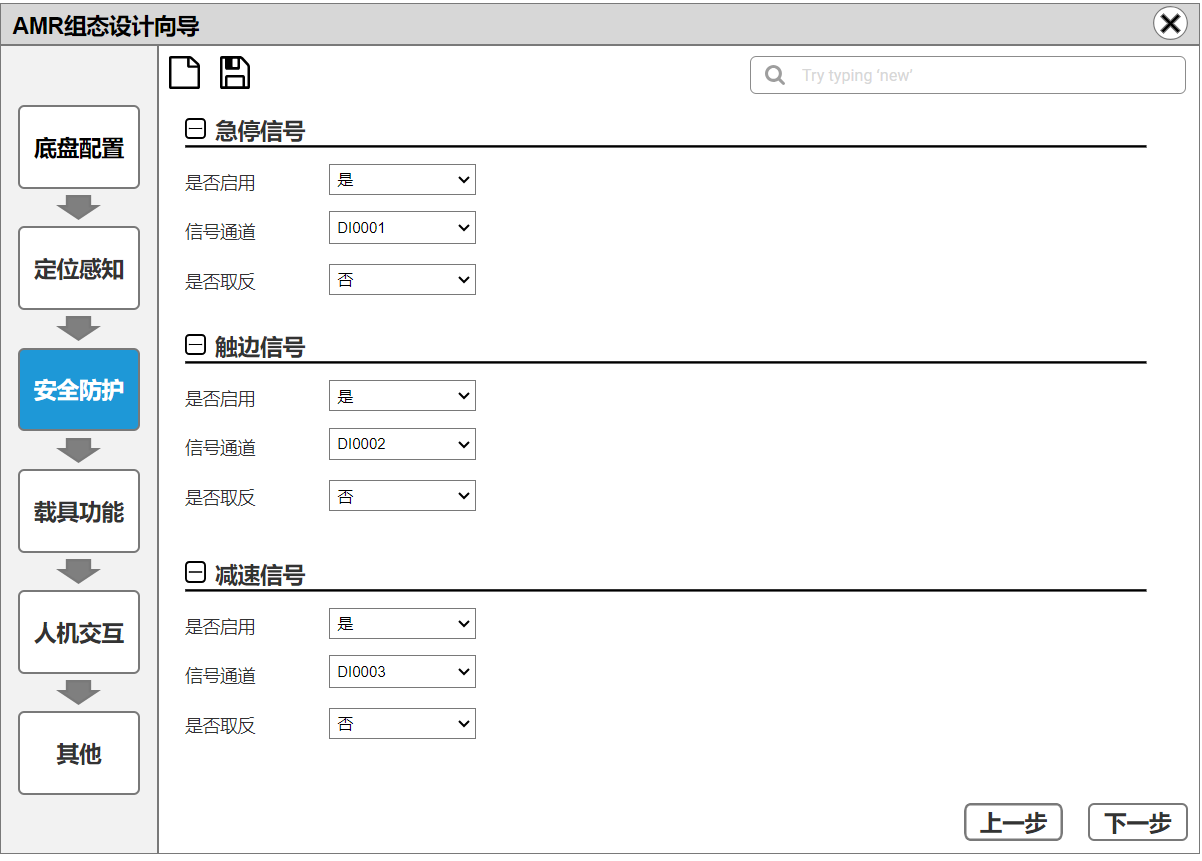 AMR组态设计向导
Try typing 'new'
底盘配置
定位感知
安全防护
载具功能
人机交互
其他
急停信号
是否启用 是
信号通道 DI0001
是否取反 否
触边信号
是否启用 是
信号通道 DI0002
是否取反 否
减速信号
是否启用 是
信号通道 DI0003
是否取反 否
上一步 下一步